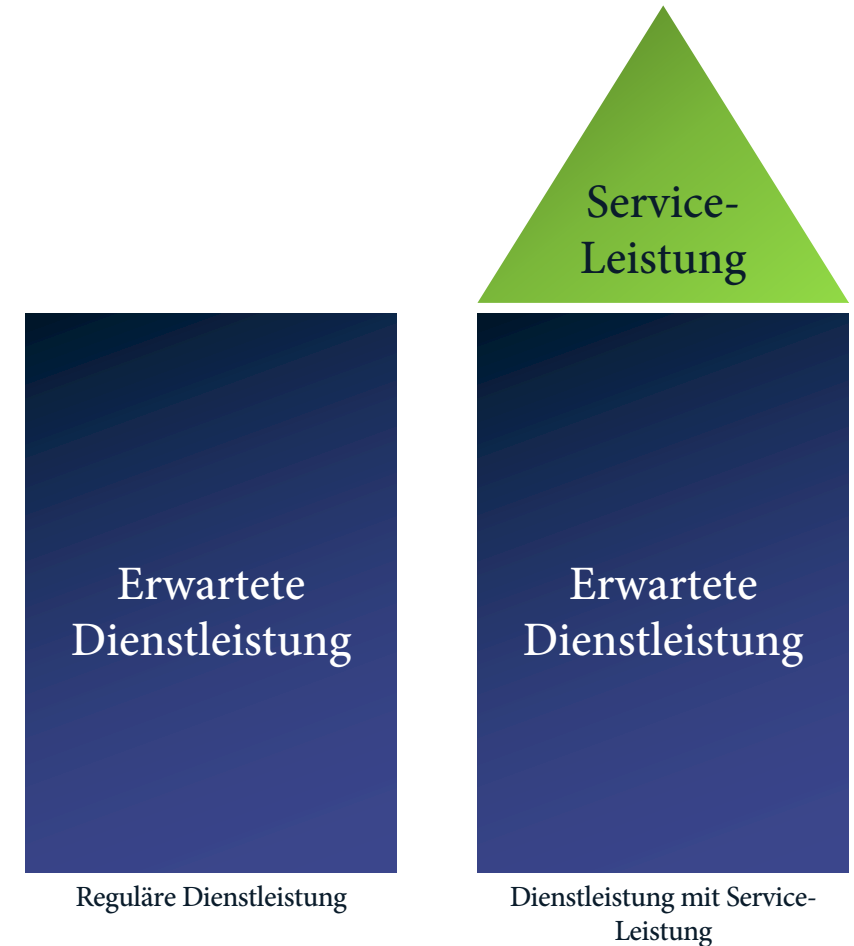 Service-
Leistung
Erwartete
Dienstleistung
Erwartete
Dienstleistung
Reguläre Dienstleistung
Dienstleistung mit Service-
Leistung